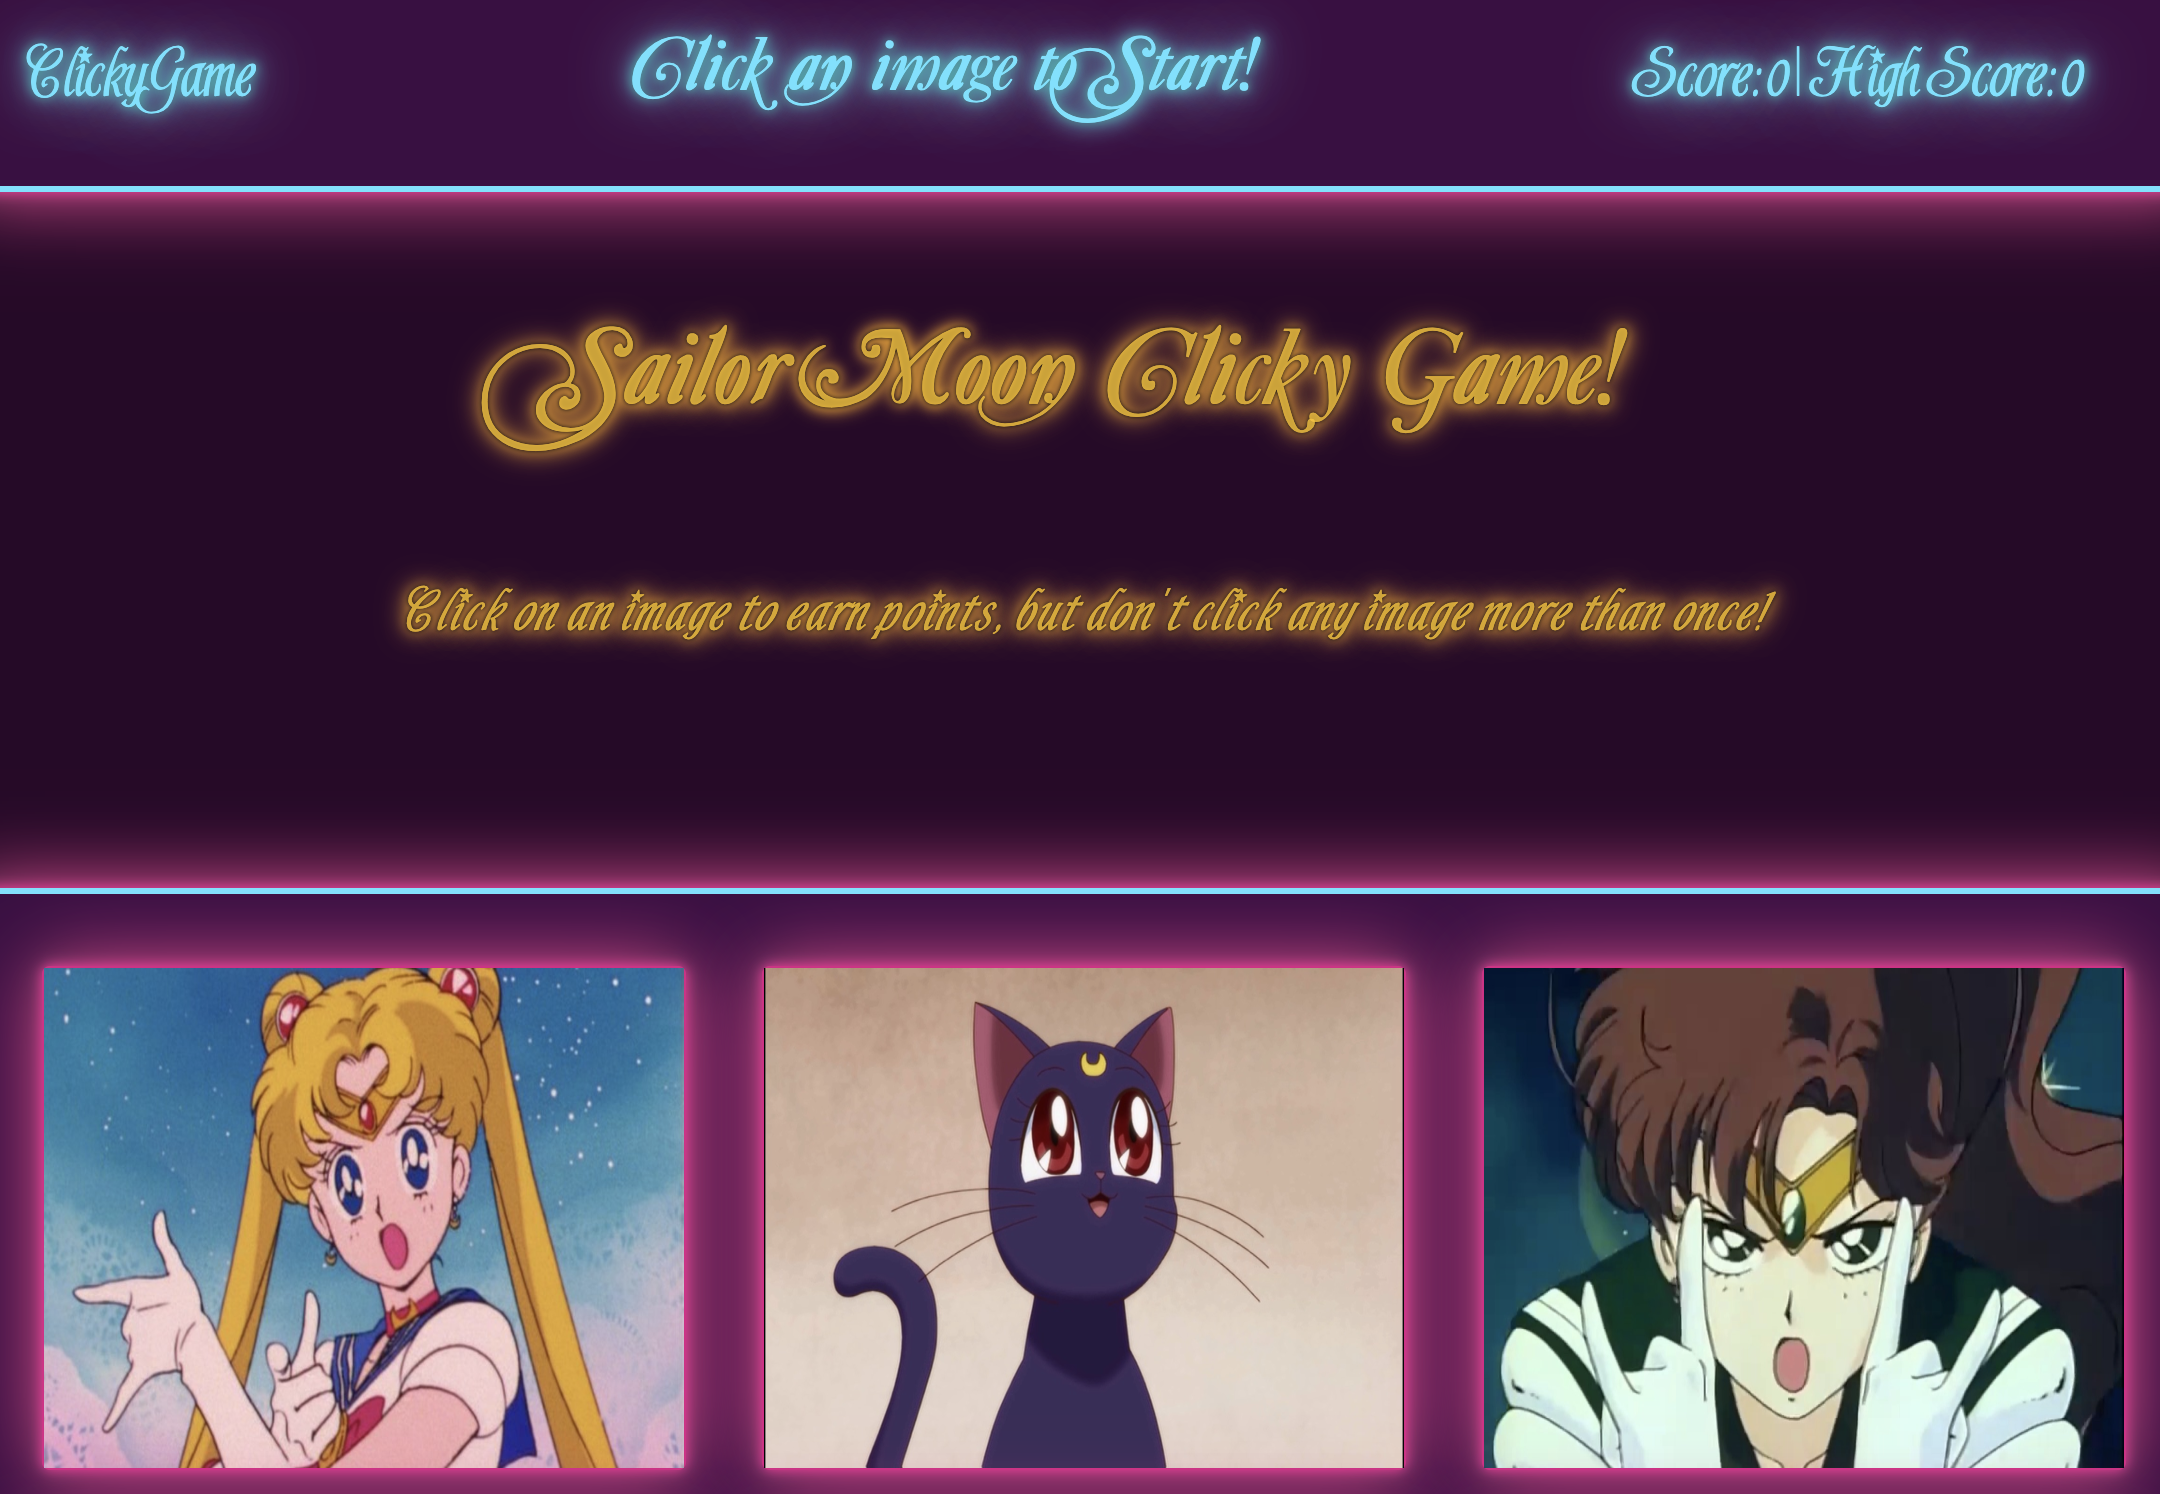 ClickyGame
Click an image to Start!
Score: 0 | High Score: 0
Sailor Moon Clicky Game!
Click on an image to earn points, but don't click any image more than once!